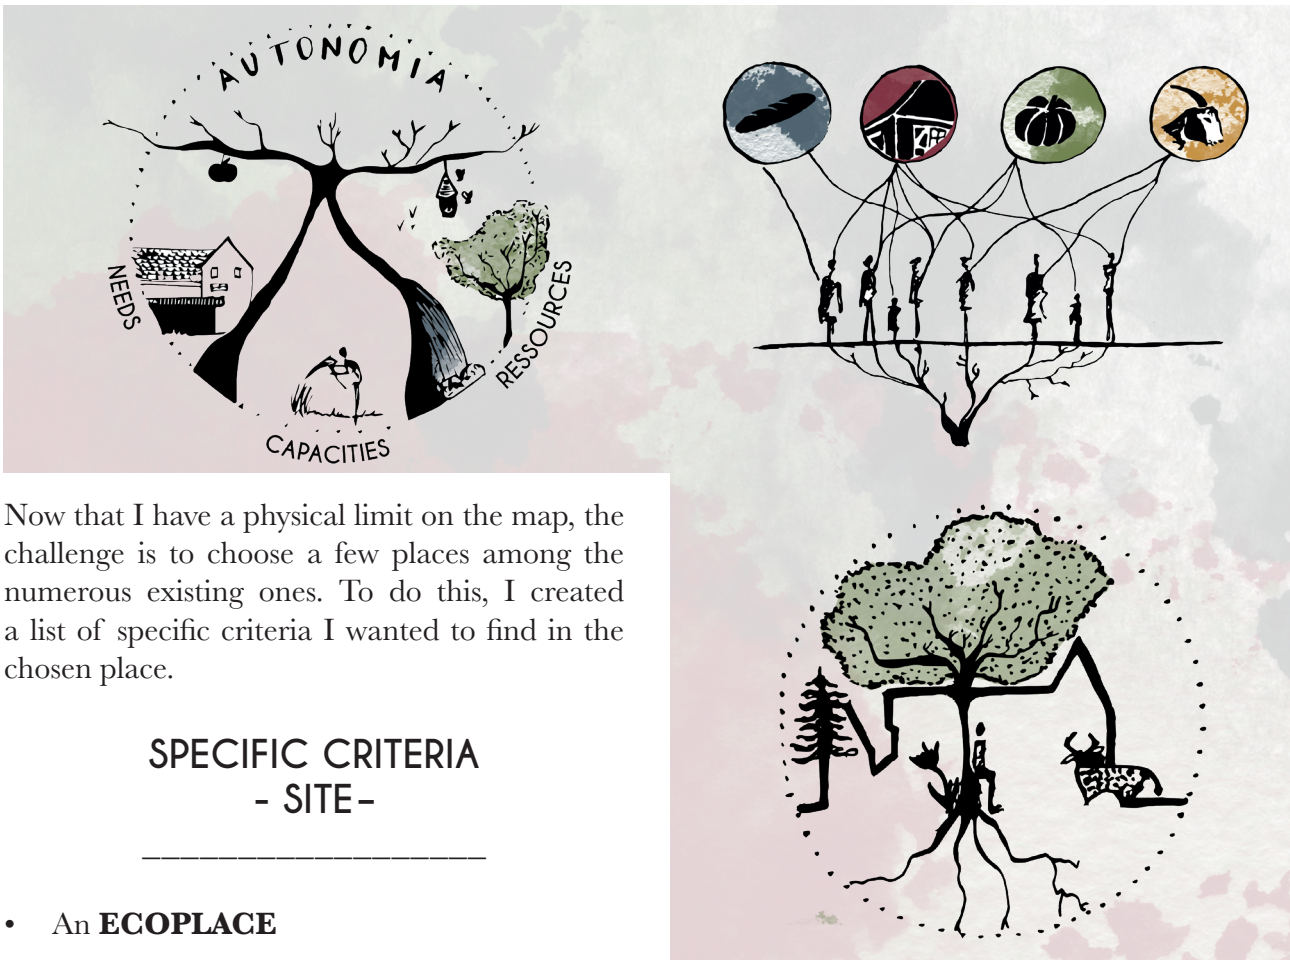 AUTONOMIA
NEEDS
RESSOURCES
CAPACITIES
Now that I have a physical limit on the map, the
challenge is to choose a few places among the
numerous existing ones. To do this, I created
a list of specific criteria I wanted to find in the
chosen place.
SPECIFIC CRITERIA
- SITE-
__________________
• An ECOPLACE